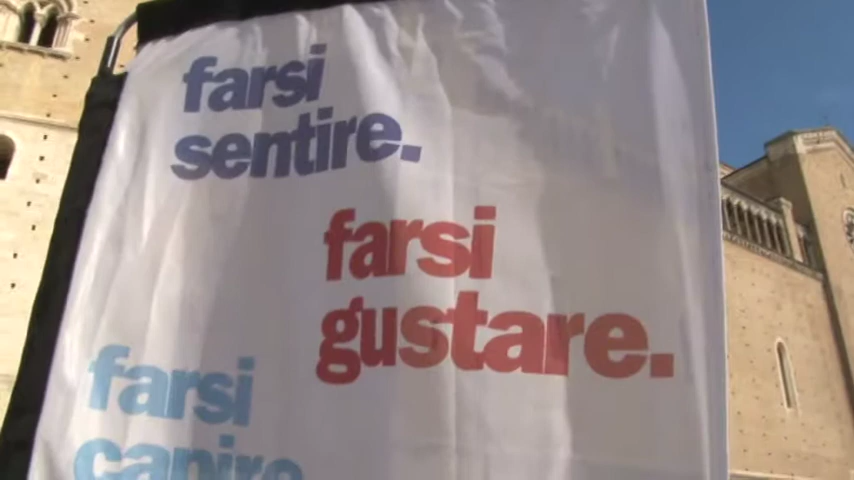 farsi
sentire.
farsi
gustare.
farsi
capire